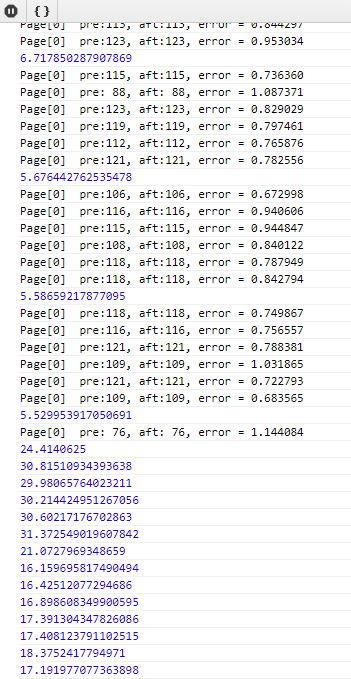 { }
Page[0]  pre:113, aft:113, error = 0.844297
Page[0]  pre:123, aft:123, error = 0.953034
6.717850287907869
Page[0]  pre:115, aft:115, error = 0.736360
Page[0]  pre: 88, aft: 88, error = 1.087371
Page[0]  pre:123, aft:123, error = 0.829029
Page[0]  pre:119, aft:119, error = 0.797461
Page[0]  pre:112, aft:112, error = 0.765876
Page[0]  pre:121, aft:121, error = 0.782556
5.676442762535478
Page[0]  pre:106, aft:106, error = 0.672998
Page[0]  pre:116, aft:116, error = 0.940606
Page[0]  pre:115, aft:115, error = 0.944847
Page[0]  pre:108, aft:108, error = 0.840122
Page[0]  pre:118, aft:118, error = 0.787949
Page[0]  pre:118, aft:118, error = 0.842794
5.58659217877095
Page[0]  pre:118, aft:118, error = 0.749867
Page[0]  pre:116, aft:116, error = 0.756557
Page[0]  pre:121, aft:121, error = 0.788381
Page[0]  pre:109, aft:109, error = 1.031865
Page[0]  pre:121, aft:121, error = 0.722793
Page[0]  pre:109, aft:109, error = 0.683565
5.529953917050691
Page[0]  pre: 76, aft: 76, error = 1.144084
24.4140625
30.81510934393638
29.98065764023211
30.214424951267056
30.60217176702863
31.372549019607842
21.0727969348659
16.159695817490494
16.42512077294686
16.898608349900595
17.391304347826086
17.408123791102515
18.3752417794971
17.191977077363898